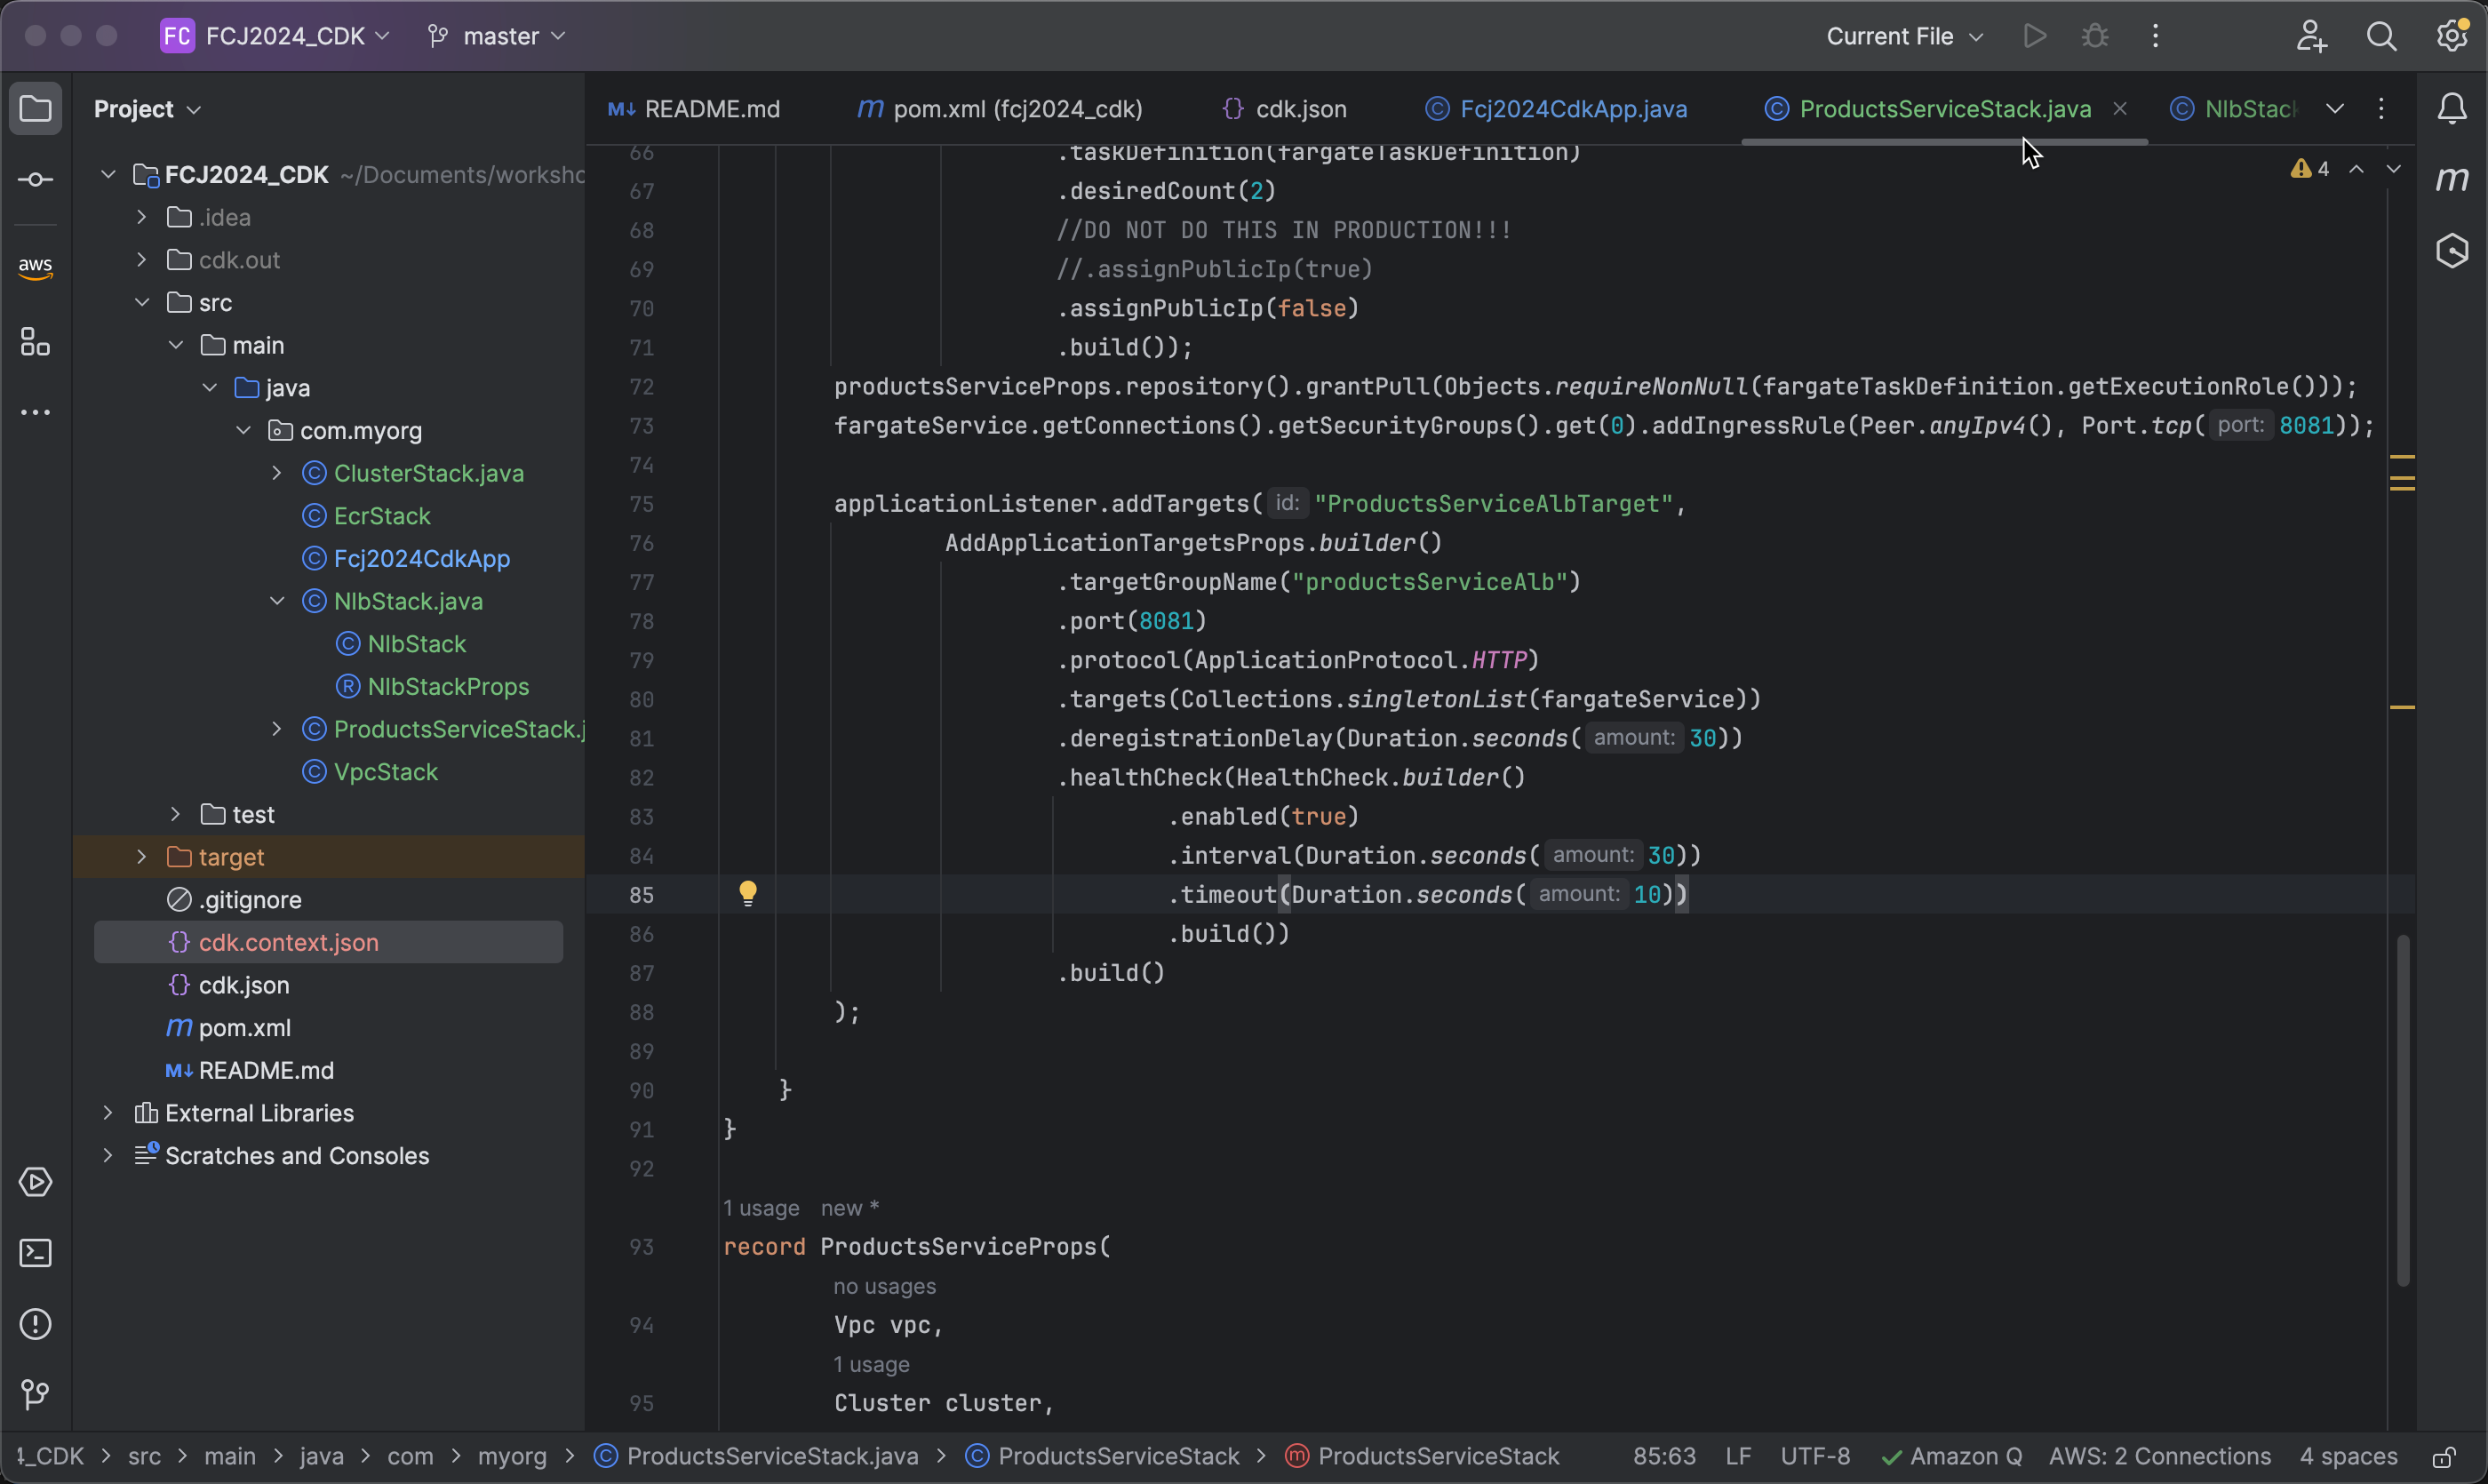 FC FCJ2024_CDK master Current File
Project
README.md pom.xml (fcj2024_cdk) cdk.json Fcj2024CdkApp.java ProductsServiceStack.java NlbStack
FCJ2024_CDK ~/Documents/worksho
.idea
cdk.out
src
main
java
com.myorg
ClusterStack.java
EcrStack
Fcj2024CdkApp
NlbStack.java
NlbStack
NlbStackProps
ProductsServiceStack.j
VpcStack
test
target
.gitignore
cdk.context.json
cdk.json
pom.xml
README.md
External Libraries
Scratches and Consoles
aws
4
66 .taskDefinition(fargateTaskDefinition)
67 .desiredCount(2)
68 //DO NOT DO THIS IN PRODUCTION!!!
69 //.assignPublicIp(true)
70 .assignPublicIp(false)
71 .build());
72 productsServiceProps.repository().grantPull(Objects.requireNonNull(fargateTaskDefinition.getExecutionRole()));
73 fargateService.getConnections().getSecurityGroups().get(0).addIngressRule(Peer.anyIpv4(), Port.tcp( port: 8081));
74
75 applicationListener.addTargets( id: "ProductsServiceAlbTarget",
76 AddApplicationTargetsProps.builder()
77 .targetGroupName("productsServiceAlb")
78 .port(8081)
79 .protocol(ApplicationProtocol.HTTP)
80 .targets(Collections.singletonList(fargateService))
81 .deregistrationDelay(Duration.seconds( amount: 30))
82 .healthCheck(HealthCheck.builder()
83 .enabled(true)
84 .interval(Duration.seconds( amount: 30))
85 .timeout(Duration.seconds( amount: 10))
86 .build())
87 .build()
88 );
89
90 }
91 }
92
1 usage new *
93 record ProductsServiceProps(
no usages
94 Vpc vpc,
1 usage
95 Cluster cluster,
4_CDK > src > main > java > com > myorg > ProductsServiceStack.java > ProductsServiceStack > ProductsServiceStack 85:63 LF UTF-8 Amazon Q AWS: 2 Connections 4 spaces